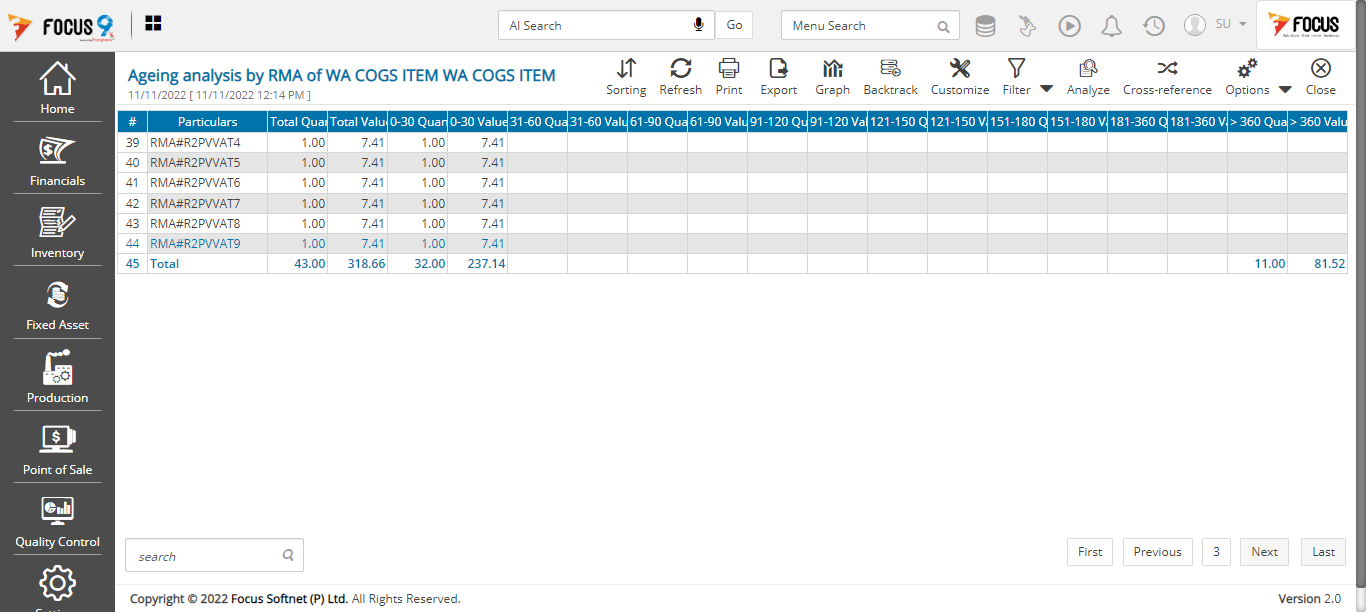 FOCUS 9
AI Search
Go
Menu Search
SU
FOCUS
Home
Financials
Inventory
Fixed Asset
Production
Point of Sale
Quality Control
Ageing analysis by RMA of WA COGS ITEM WA COGS ITEM
11/11/2022 [ 11/11/2022 12:14 PM ]
Sorting Refresh Print Export Graph Backtrack Customize Filter Analyze Cross-reference Options Close
# Particulars Total Quan Total Value 0-30 Quan 0-30 Value 31-60 Qua 31-60 Valu 61-90 Qua 61-90 Valu 91-120 Qu 91-120 Val 121-150 Q 121-150 V 151-180 Q 151-180 V 181-360 Q 181-360 V > 360 Qua > 360 Valu
39 RMA#R2PVVAT4 1.00 7.41 1.00 7.41
40 RMA#R2PVVAT5 1.00 7.41 1.00 7.41
41 RMA#R2PVVAT6 1.00 7.41 1.00 7.41
42 RMA#R2PVVAT7 1.00 7.41 1.00 7.41
43 RMA#R2PVVAT8 1.00 7.41 1.00 7.41
44 RMA#R2PVVAT9 1.00 7.41 1.00 7.41
45 Total 43.00 318.66 32.00 237.14 11.00 81.52
search
First Previous 3 Next Last
Copyright © 2022 Focus Softnet (P) Ltd. All Rights Reserved.
Version 2.0